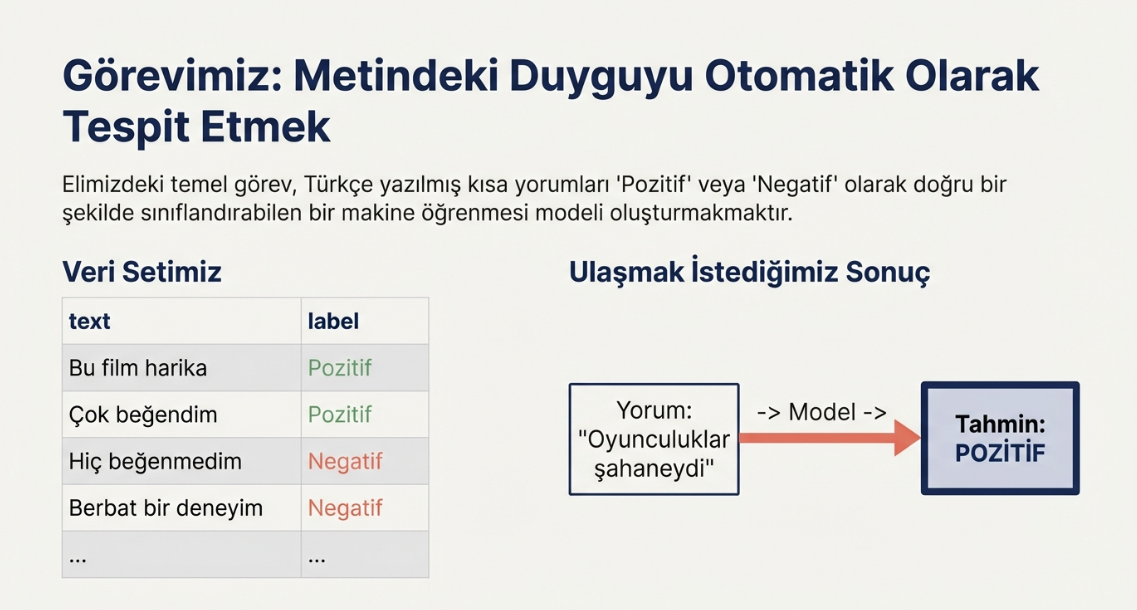 Görevimiz: Metindeki Duyguyu Otomatik Olarak
Tespit Etmek
Elimizdeki temel görev, Türkçe yazılmış kısa yorumları 'Pozitif' veya 'Negatif' olarak doğru bir
şekilde sınıflandırabilen bir makine öğrenmesi modeli oluşturmakmaktır.
Veri Setimiz
text label
Bu film harika Pozitif
Çok beğendim Pozitif
Hiç beğenmedim Negatif
Berbat bir deneyim Negatif
... ...
Ulaşmak İstediğimiz Sonuç
Yorum:
"Oyunculuklar
şahaneydi"
-> Model ->
Tahmin:
POZİTİF